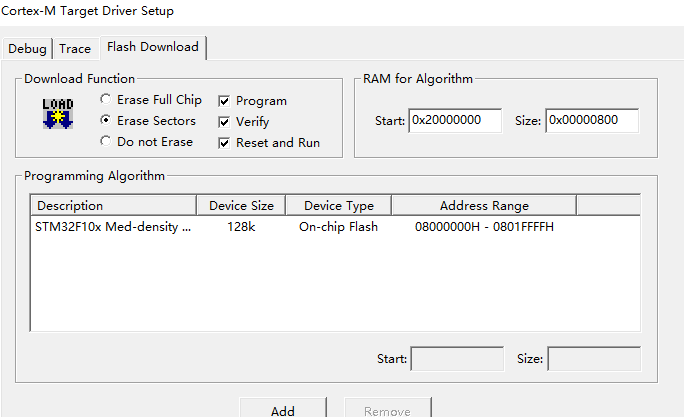 Cortex-M Target Driver Setup
Debug Trace Flash Download
Download Function
LOAD
Erase Full Chip
Erase Sectors
Do not Erase
Program
Verify
Reset and Run
RAM for Algorithm
Start: 0x20000000 Size: 0x00000800
Programming Algorithm
Description Device Size Device Type Address Range
STM32F10x Med-density ... 128k On-chip Flash 08000000H - 0801FFFFH
Start: Size:
Add Remove